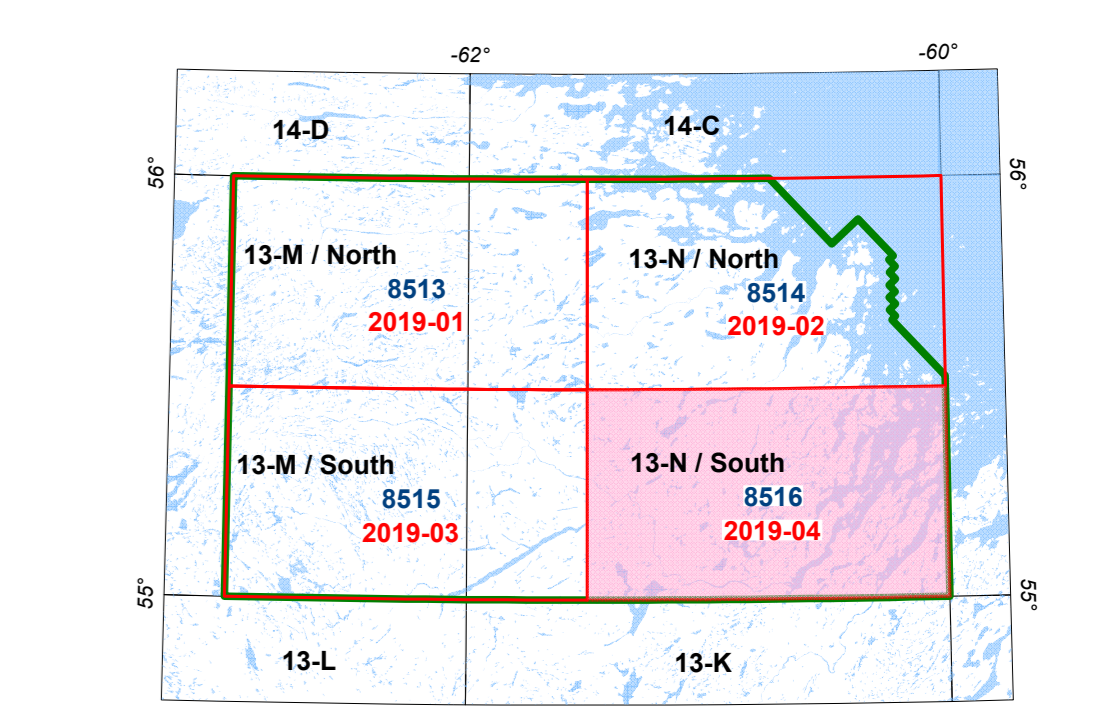 -62°
-60°
14-D
14-C
56°
56°
13-M / North
8513
2019-01
13-N / North
8514
2019-02
13-M / South
8515
2019-03
13-N / South
8516
2019-04
55°
55°
13-L
13-K